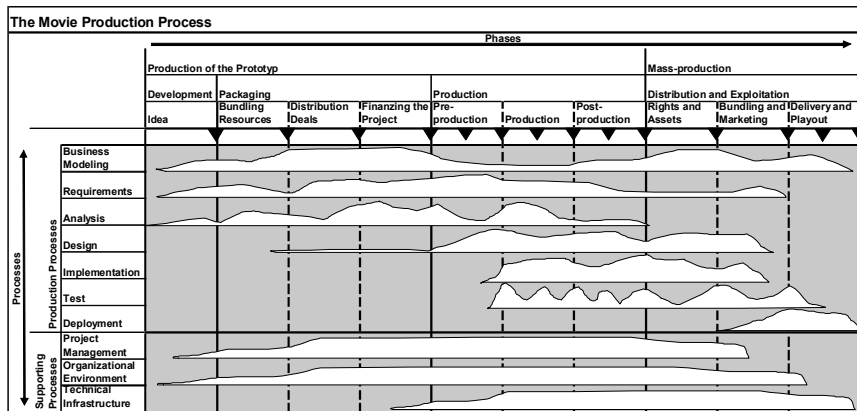 The Movie Production Process
Phases
Production of the Prototyp
Mass-production
Development
Packaging
Production
Distribution and Exploitation
Idea
Bundling
Resources
Distribution
Deals
Finanzing the
Project
Pre-
production
Production
Post-
production
Rights and
Assets
Bundling and
Marketing
Delivery and
Playout
Processes
Production Processes
Business
Modeling
Requirements
Analysis
Design
Implementation
Test
Deployment
Supporting
Processes
Project
Management
Organizational
Environment
Technical
Infrastructure